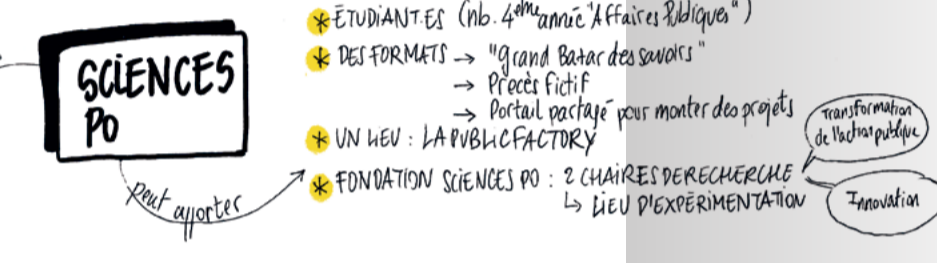 SCIENCES
PO
peut apporter
* ÉTUDIANT.ES (nb. 4ème année "Affaires Publiques")
* DES FORMATS → "Grand Bazar des savoirs"
→ Procès fictif
→ Portail partagé pour monter des projets
* UN LIEU : LA PUBLIC FACTORY
* FONDATION SCIENCES PO : 2 CHAIRES DE RECHERCHE
↳ LIEU D'EXPÉRIMENTATION
Transformation
de l'action publique
Innovation